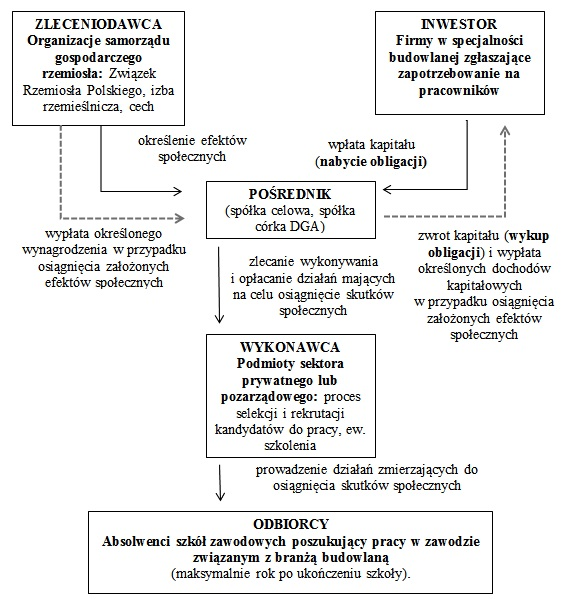 ZLECENIODAWCA
Organizacje samorządu
gospodarczego
rzemiosła: Związek
Rzemiosła Polskiego, izba
rzemieślnicza, cech
INWESTOR
Firmy w specjalności
budowlanej zgłaszające
zapotrzebowanie na
pracowników
określenie efektów
społecznych
wpłata kapitału
(nabycie obligacji)
POŚREDNIK
(spółka celowa, spółka
córka DGA)
wypłata określonego
wynagrodzenia w przypadku
osiągnięcia założonych
efektów społecznych
zwrot kapitału (wykup
obligacji) i wypłata
określonych dochodów
kapitałowych
w przypadku osiągnięcia
założonych efektów
społecznych
zlecanie wykonywania
i opłacanie działań mających
na celu osiągnięcie skutków
społecznych
WYKONAWCA
Podmioty sektora
prywatnego lub
pozarządowego: proces
selekcji i rekrutacji
kandydatów do pracy, ew.
szkolenia
prowadzenie działań zmierzających do
osiągnięcia skutków społecznych
ODBIORCY
Absolwenci szkół zawodowych poszukujący pracy w zawodzie
związanym z branżą budowlaną
(maksymalnie rok po ukończeniu szkoły).